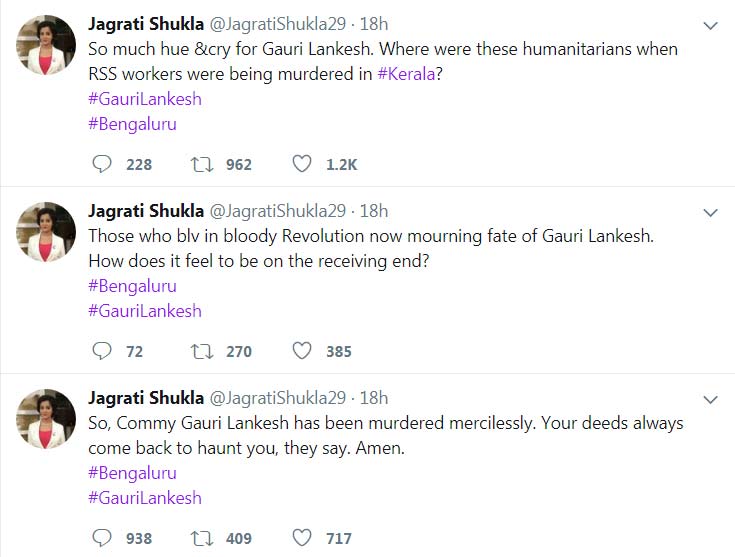 Jagrati Shukla @JagratiShukla29 · 18h
So much hue &cry for Gauri Lankesh. Where were these humanitarians when
RSS workers were being murdered in #Kerala?
#GauriLankesh
#Bengaluru
228 962 1.2K
Jagrati Shukla @JagratiShukla29 · 18h
Those who blv in bloody Revolution now mourning fate of Gauri Lankesh.
How does it feel to be on the receiving end?
#Bengaluru
#GauriLankesh
72 270 385
Jagrati Shukla @JagratiShukla29 · 18h
So, Commy Gauri Lankesh has been murdered mercilessly. Your deeds always
come back to haunt you, they say. Amen.
#Bengaluru
#GauriLankesh
938 409 717